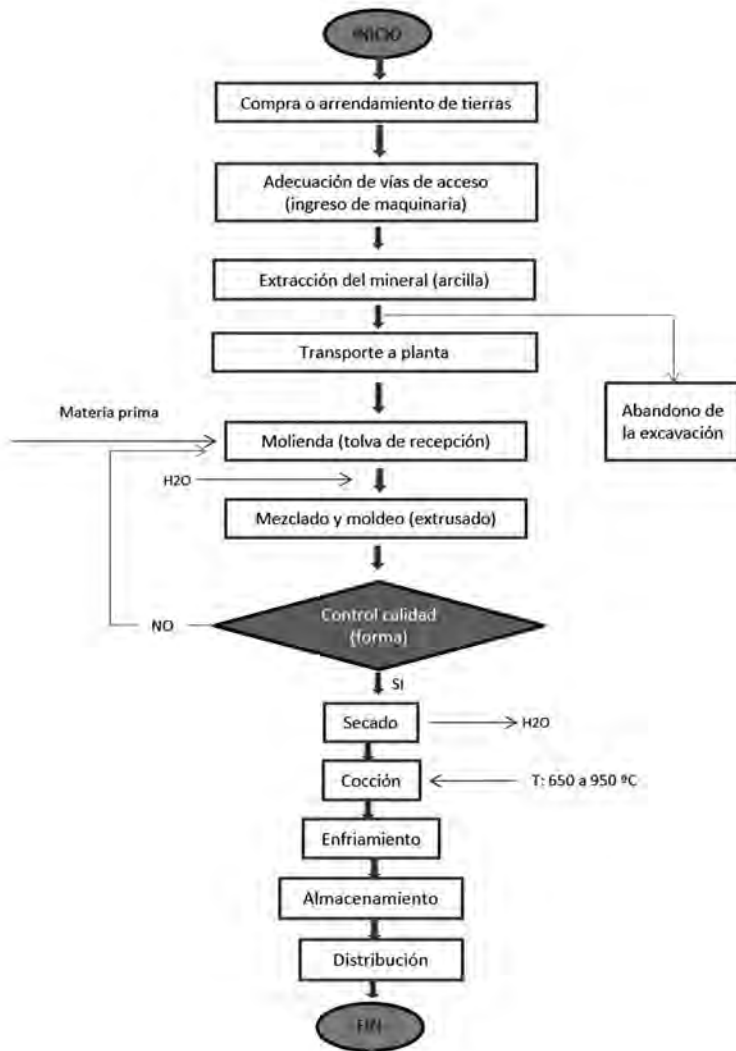 INICIO
Compra o arrendamiento de tierras
Adecuación de vías de acceso
(ingreso de maquinaria)
Extracción del mineral (arcilla)
Transporte a planta
Abandono de
la excavación
Materia prima
Molienda (tolva de recepción)
H2O
Mezclado y moldeo (extrusado)
Control calidad
(forma)
NO
SI
Secado
H2O
Cocción
T: 650 a 950 ºC
Enfriamiento
Almacenamiento
Distribución
FIN